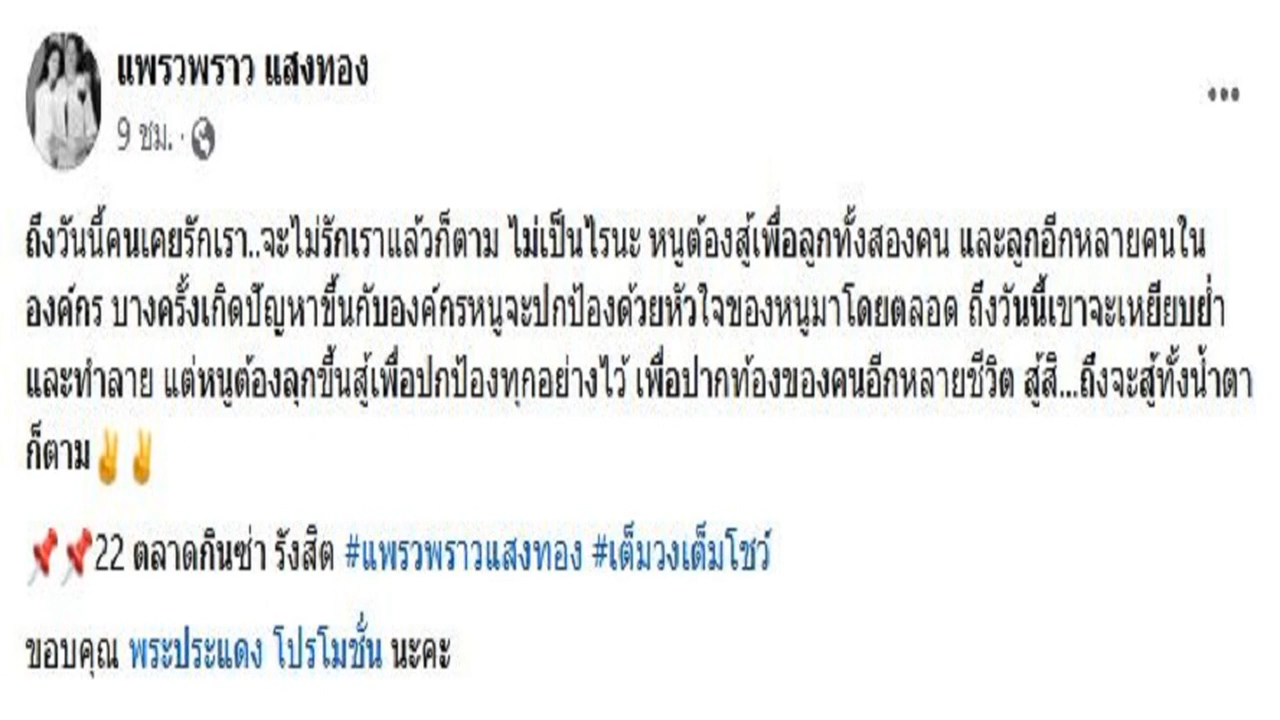 แพรวพราว แสงทอง
9 ชม. ·
ถึงวันนี้คนเคยรักเรา..จะไม่รักเราแล้วก็ตาม ไม่เป็นไรนะ หนูต้องสู้เพื่อลูกทั้งสองคน และลูกอีกหลายคนใน
องค์กร บางครั้งเกิดปัญหาขึ้นกับองค์กรหนูจะปกป้องด้วยหัวใจของหนูมาโดยตลอด ถึงวันนี้เขาจะเหยียบย่ำ
และทำลาย แต่หนูต้องลุกขึ้นสู้เพื่อปกป้องทุกอย่างไว้ เพื่อปากท้องของคนอีกหลายชีวิต สู้สิ...ถึงจะสู้ทั้งน้ำตา
ก็ตาม✌️✌️
📌📌22 ตลาดกินซ่า รังสิต #แพรวพราวแสงทอง #เต็มวงเต็มโชว์
ขอบคุณ พระประแดง โปรโมชั่น นะคะ